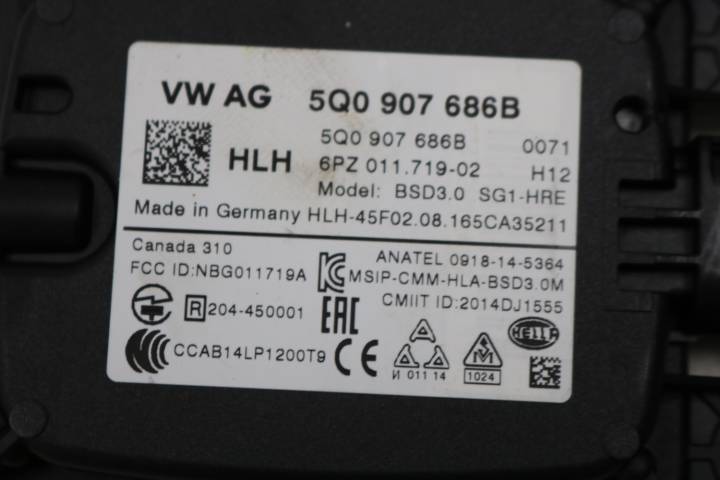 VW AG 5Q0 907 686B
5Q0 907 686B 0071
HLH 6PZ 011.719-02 H12
Model: BSD3.0 SG1-HRE
Made in Germany HLH-45F02.08.165CA35211
Canada 310 ANATEL 0918-14-5364
FCC ID:NBG011719A MSIP-CMM-HLA-BSD3.0M
CMIIT ID:2014DJ1555
R 204-450001 EAC
HELLA
CCAB14LP1200T9 CE
И 011 14 1024